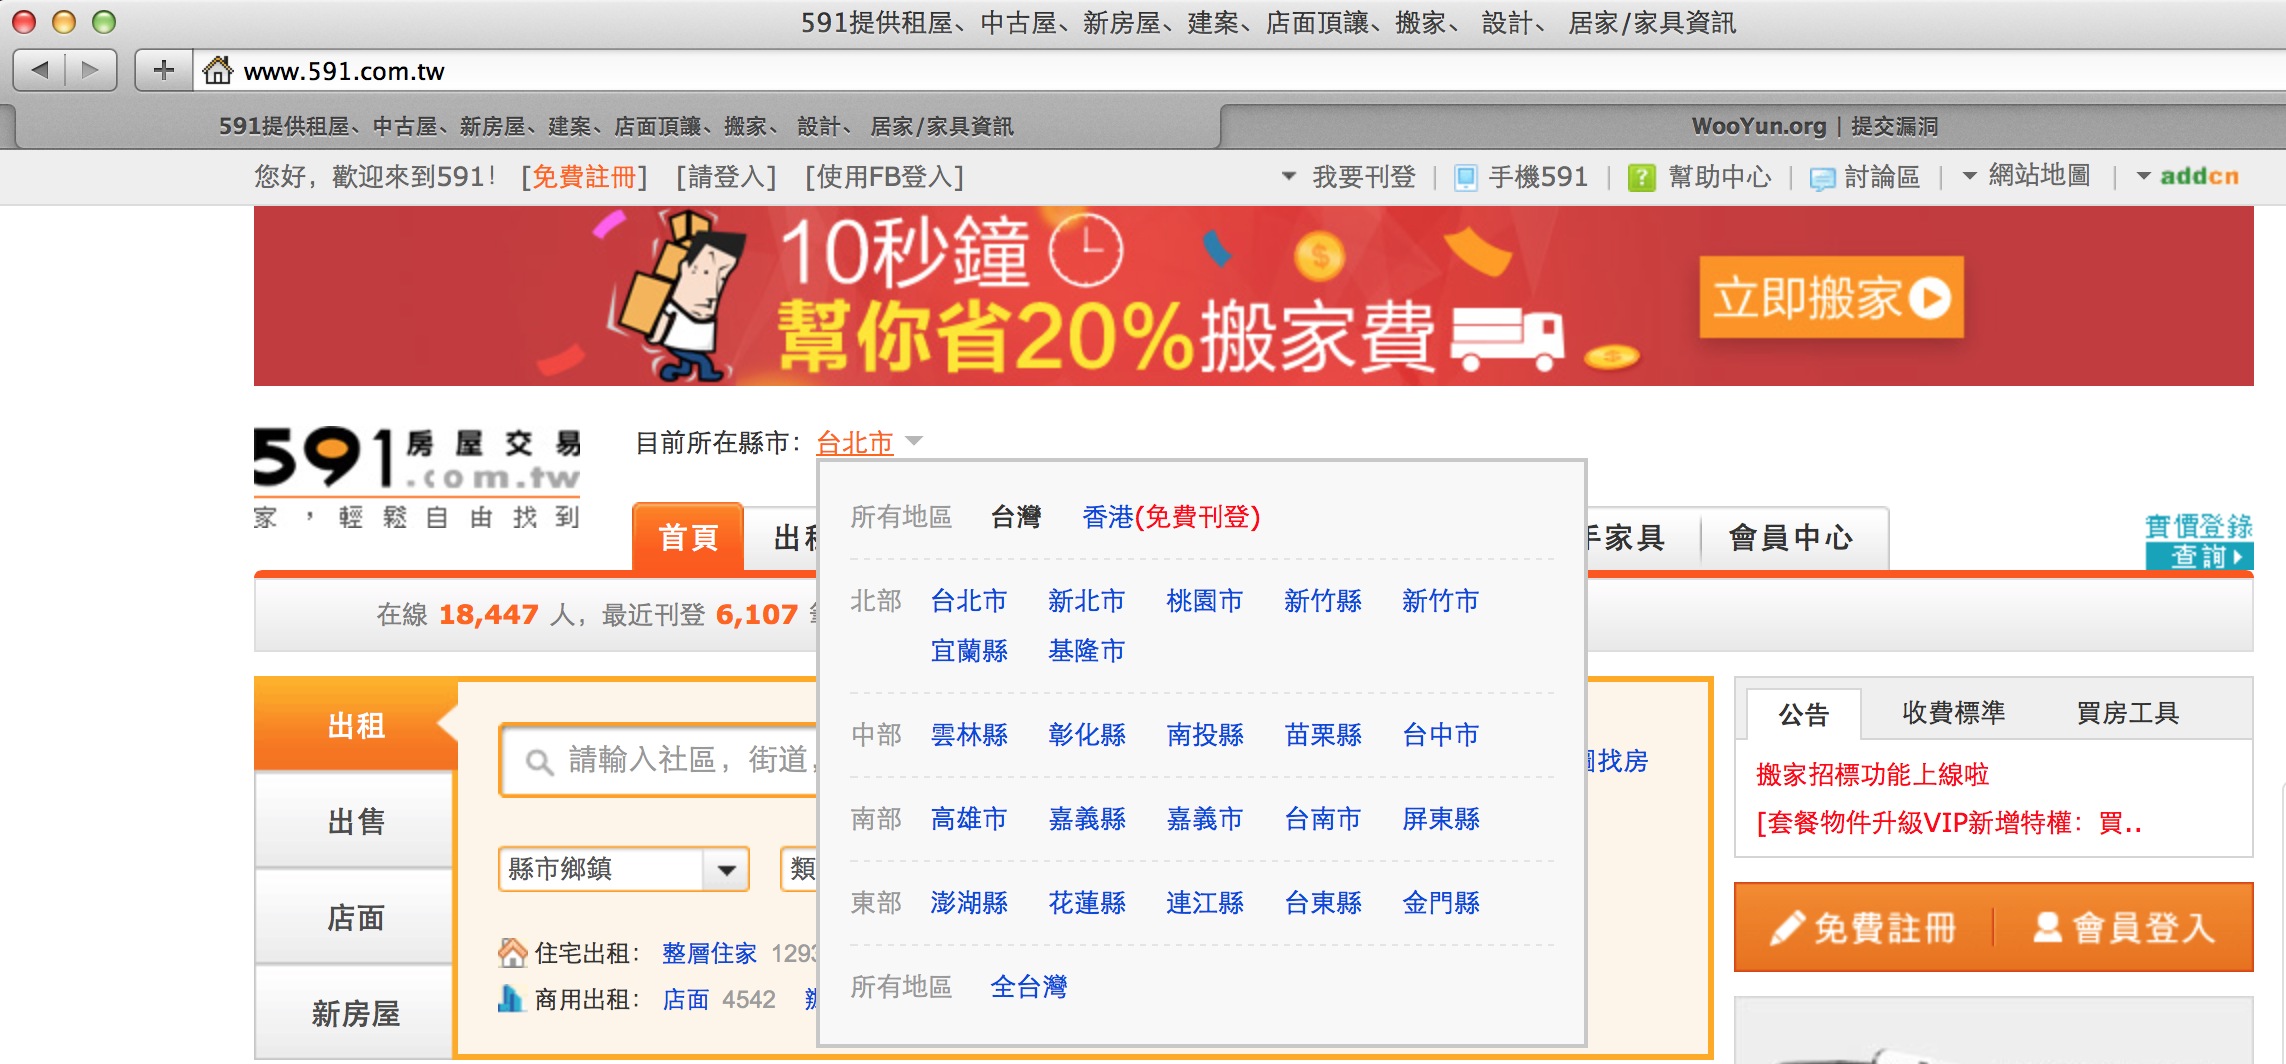 591提供租屋、中古屋、新房屋、建案、店面頂讓、搬家、 設計、 居家/家具資訊
www.591.com.tw
591提供租屋、中古屋、新房屋、建案、店面頂讓、搬家、 設計、 居家/家具資訊
WooYun.org | 提交漏洞
您好，歡迎來到591！ [免費註冊] [請登入] [使用FB登入]
我要刊登 | 手機591 | 幫助中心 | 討論區 | 網站地圖 | addcn
10秒鐘
幫你省20%搬家費
立即搬家
591 房屋交易
.com.tw
家，輕鬆自由找到
目前所在縣市： 台北市
首頁
家具
會員中心
實價登錄
查詢
在線 18,447 人，最近刊登 6,107
所有地區 台灣 香港(免費刊登)
北部 台北市 新北市 桃園市 新竹縣 新竹市
宜蘭縣 基隆市
中部 雲林縣 彰化縣 南投縣 苗栗縣 台中市
南部 高雄市 嘉義縣 嘉義市 台南市 屏東縣
東部 澎湖縣 花蓮縣 連江縣 台東縣 金門縣
所有地區 全台灣
出租
出售
店面
新房屋
請輸入社區，街道，
找房
縣市鄉鎮
類
住宅出租： 整層住家
商用出租： 店面 4542
公告 收費標準 買房工具
搬家招標功能上線啦
[套餐物件升級VIP新增特權：買..
免費註冊 | 會員登入